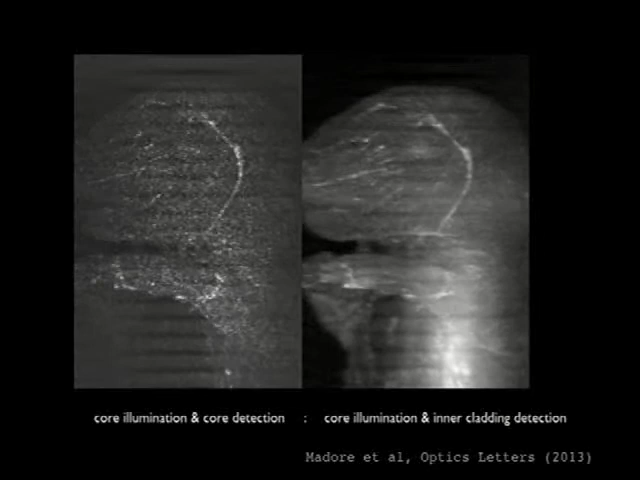 core illumination & core detection : core illumination & inner cladding detection
Madore et al, Optics Letters (2013)